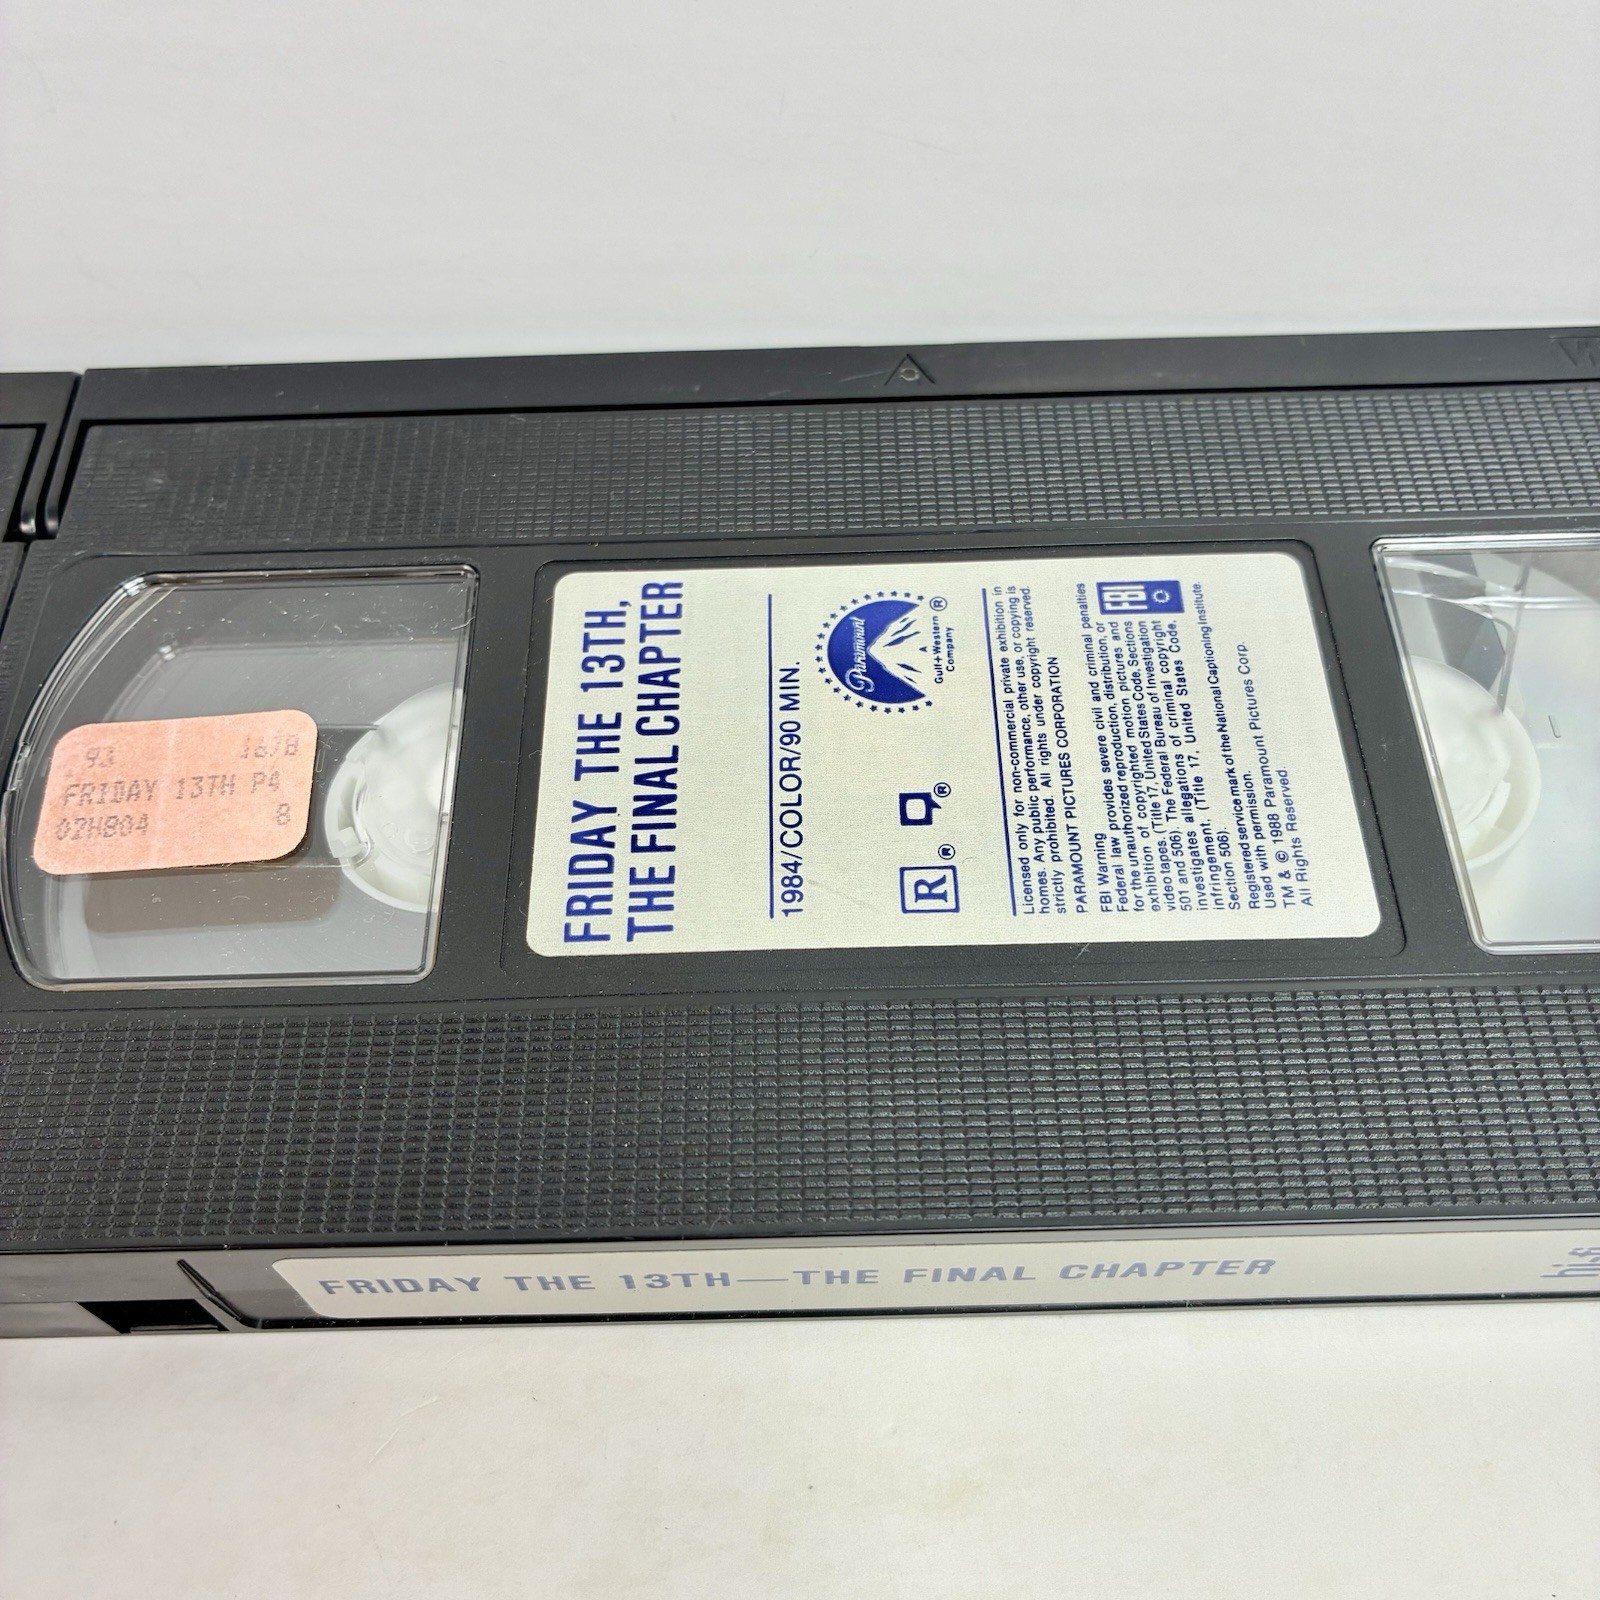 93 1878
FRIDAY 13TH P4
02HB04 8
FRIDAY THE 13TH,
THE FINAL CHAPTER
1984/COLOR/90 MIN.
Paramount
A
Gulf+Western
Company
®
R ®
®
Licensed only for non-commercial private exhibition in
homes. Any public performance, other use, or copying is
strictly prohibited. All rights under copyright reserved.
PARAMOUNT PICTURES CORPORATION
FBI Warning
Federal law provides severe civil and criminal penalties
for the unauthorized reproduction, distribution, or
exhibition of copyrighted motion pictures and
videotapes. (Title 17, United States Code, Sections
501 and 506). The Federal Bureau of Investigation
investigates allegations of criminal copyright
infringement. (Title 17, United States Code,
Section 506).
FBI
Registered service mark of the National Captioning Institute.
Used with permission.
TM & © 1988 Paramount Pictures Corp.
All Rights Reserved.
FRIDAY THE 13TH—THE FINAL CHAPTER